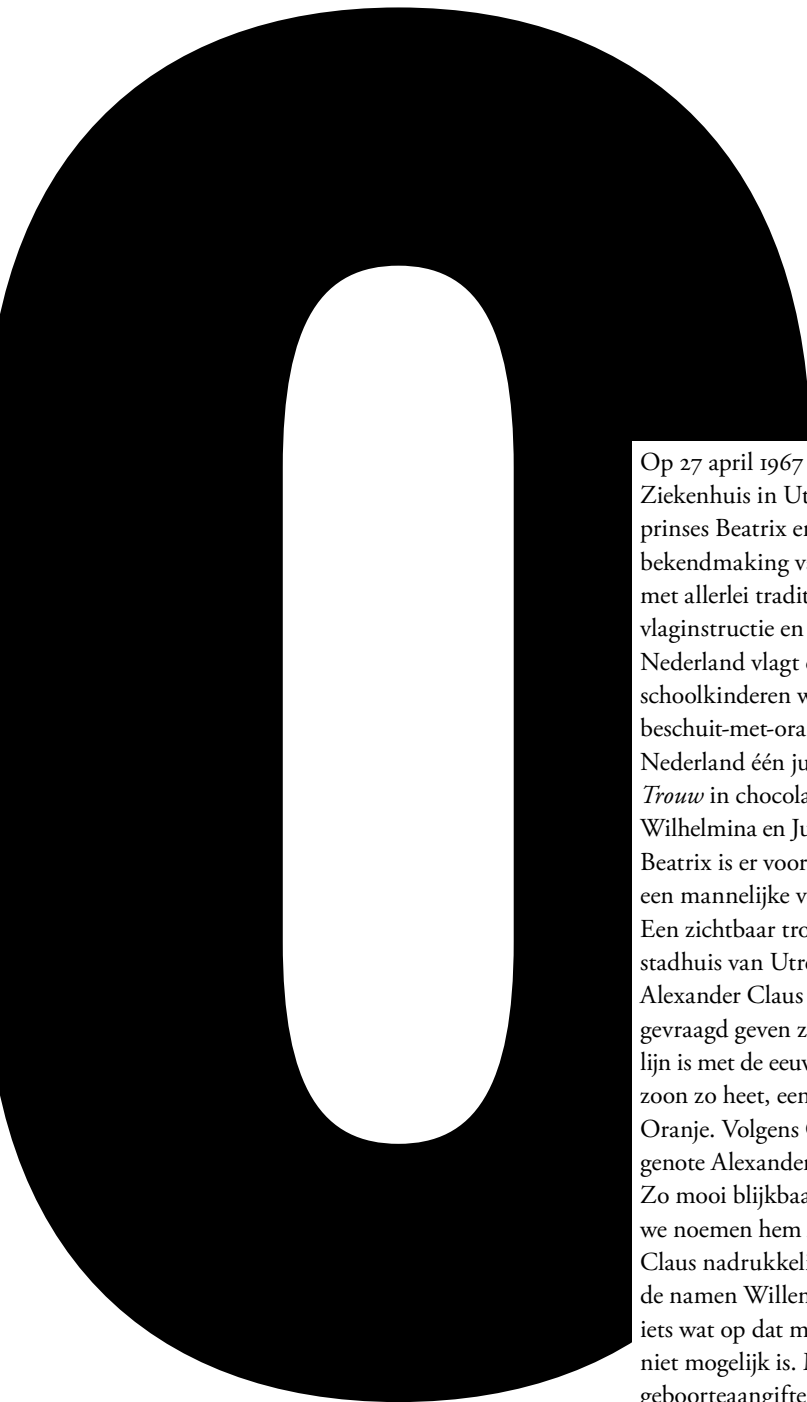 O
Op 27 april 1967
Ziekenhuis in Ut
prinses Beatrix er
bekendmaking va
met allerlei tradit
vlaginstructie en
Nederland vlagt
schoolkinderen w
beschuit-met-ora
Nederland één ju
Trouw in chocola
Wilhelmina en Ju
Beatrix is er voor
een mannelijke v
Een zichtbaar tro
stadhuis van Utre
Alexander Claus
gevraagd geven z
lijn is met de eeuw
zoon zo heet, een
Oranje. Volgens
genote Alexander
Zo mooi blijkbaa
we noemen hem
Claus nadrukkeli
de namen Willem
iets wat op dat m
niet mogelijk is.
geboorteaangifte